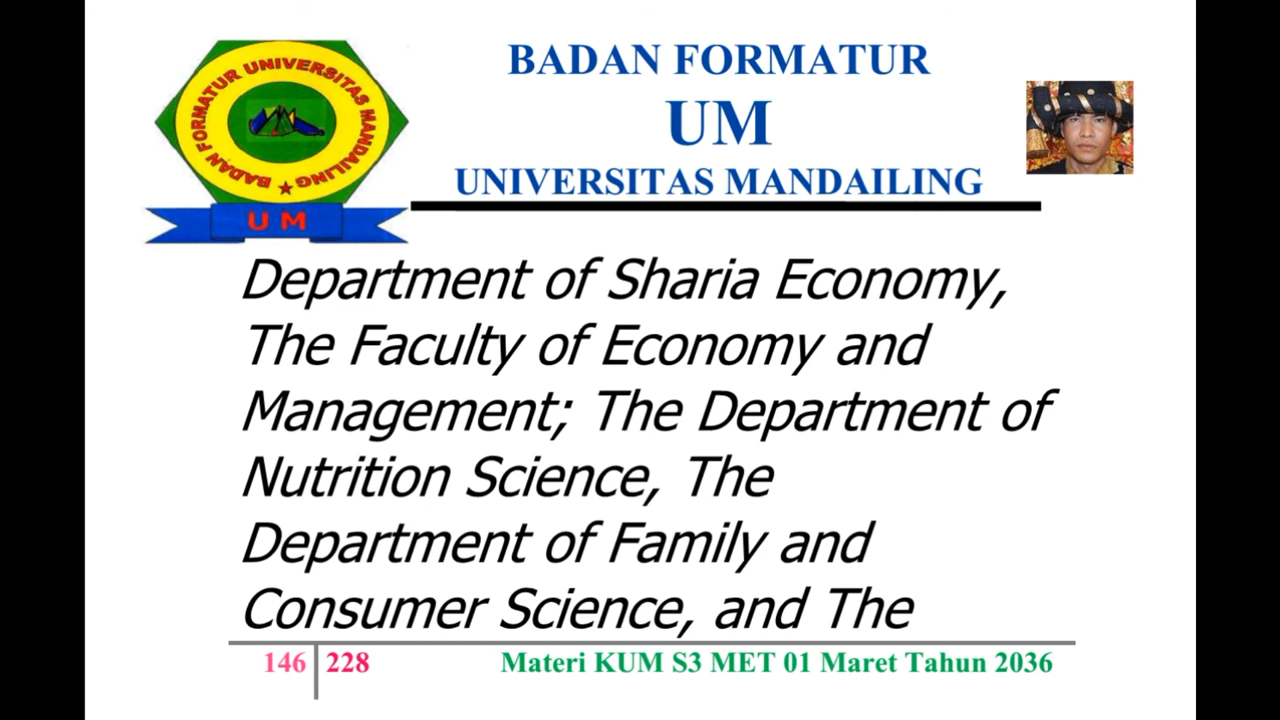 BADAN FORMATUR UNIVERSITAS MANDAILING
U M
BADAN FORMATUR
UM
UNIVERSITAS MANDAILING
Department of Sharia Economy,
The Faculty of Economy and
Management; The Department of
Nutrition Science, The
Department of Family and
Consumer Science, and The
146 228 Materi KUM S3 MET 01 Maret Tahun 2036